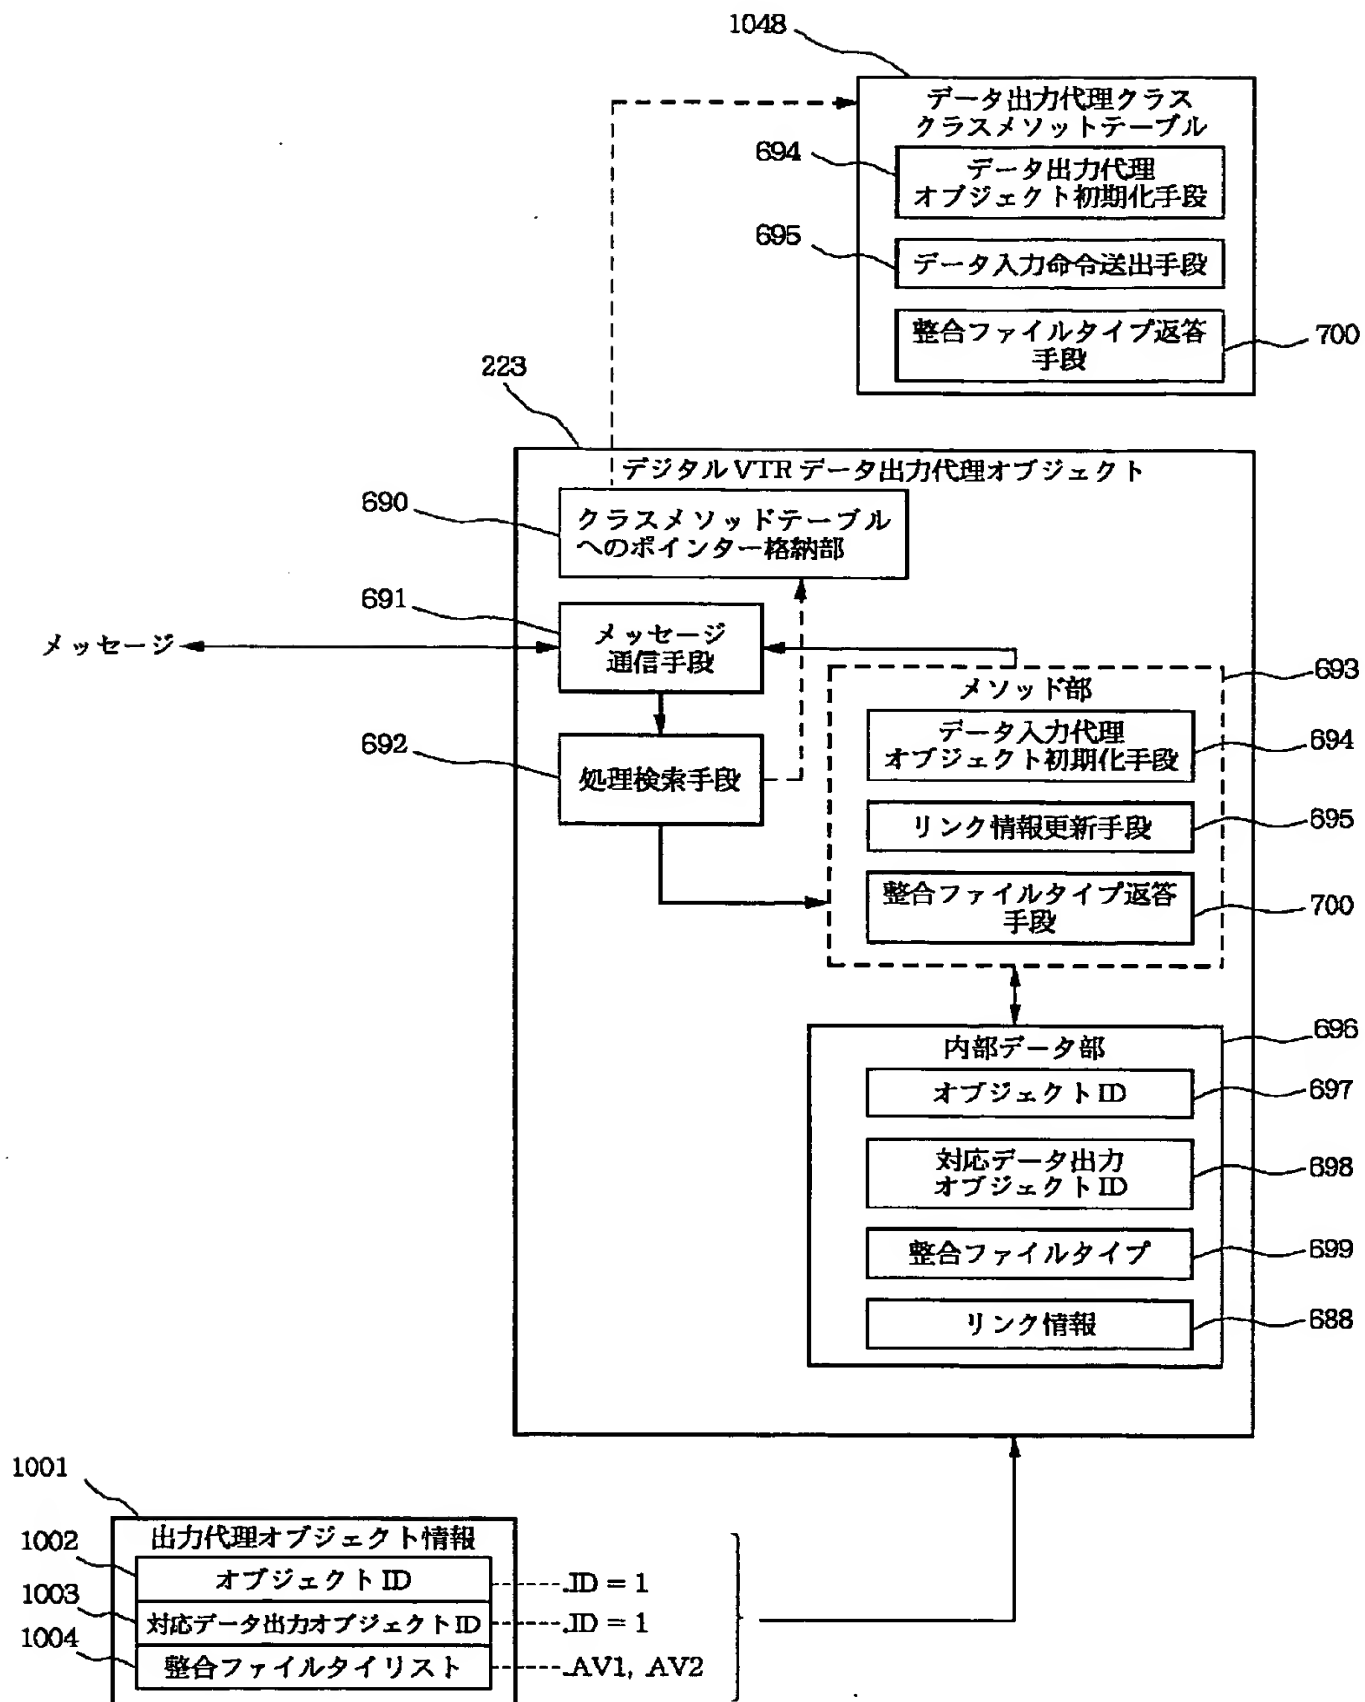 1048
データ出力代理クラス
クラスメソットテーブル
694
データ出力代理
オブジェクト初期化手段
695
データ入力命令送出手段
整合ファイルタイプ返答
手段
700
223
デジタルVTRデータ出力代理オブジェクト
690
クラスメソッドテーブル
へのポインター格納部
691
メッセージ
メッセージ
通信手段
693
メソッド部
692
処理検索手段
データ入力代理
オブジェクト初期化手段
694
リンク情報更新手段
695
整合ファイルタイプ返答
手段
700
696
内部データ部
オブジェクトID
697
対応データ出力
オブジェクトID
698
整合ファイルタイプ
699
リンク情報
688
1001
出力代理オブジェクト情報
1002
オブジェクトID
ID = 1
1003
対応データ出力オブジェクトID
ID = 1
1004
整合ファイルタイリスト
AV1, AV2